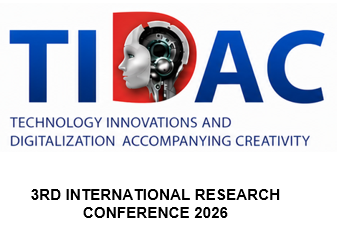 TIDAC
TECHNOLOGY INNOVATIONS AND
DIGITALIZATION ACCOMPANYING CREATIVITY
3RD INTERNATIONAL RESEARCH
CONFERENCE 2026